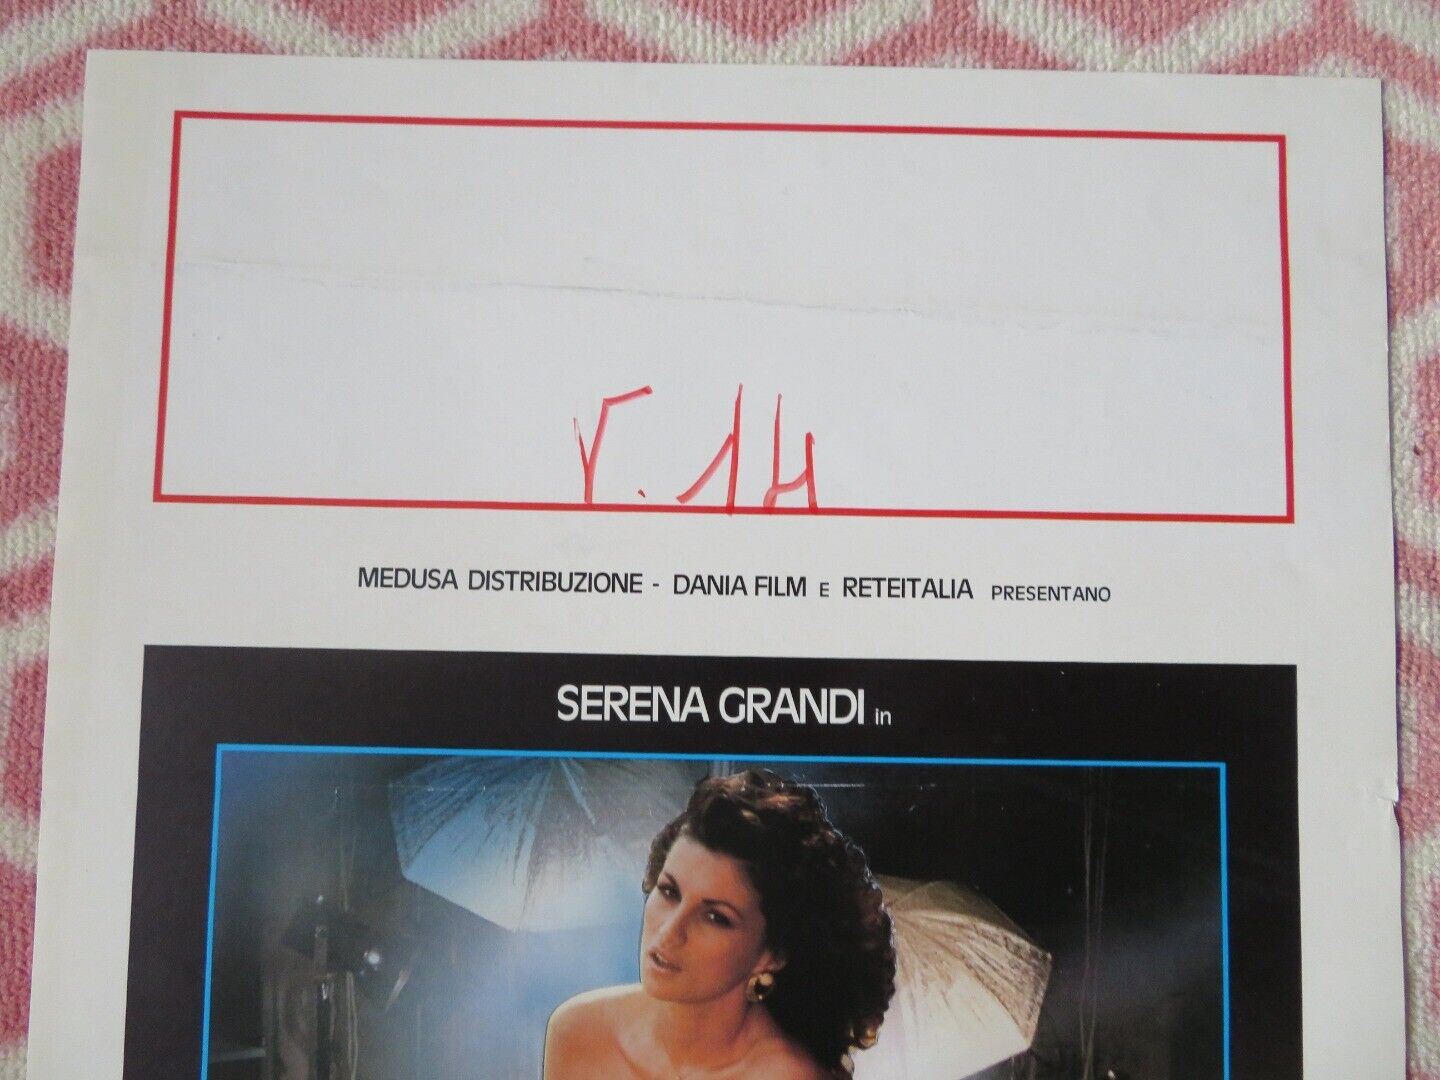 V. 14
MEDUSA DISTRIBUZIONE - DANIA FILM E RETEITALIA PRESENTANO
SERENA GRANDI in